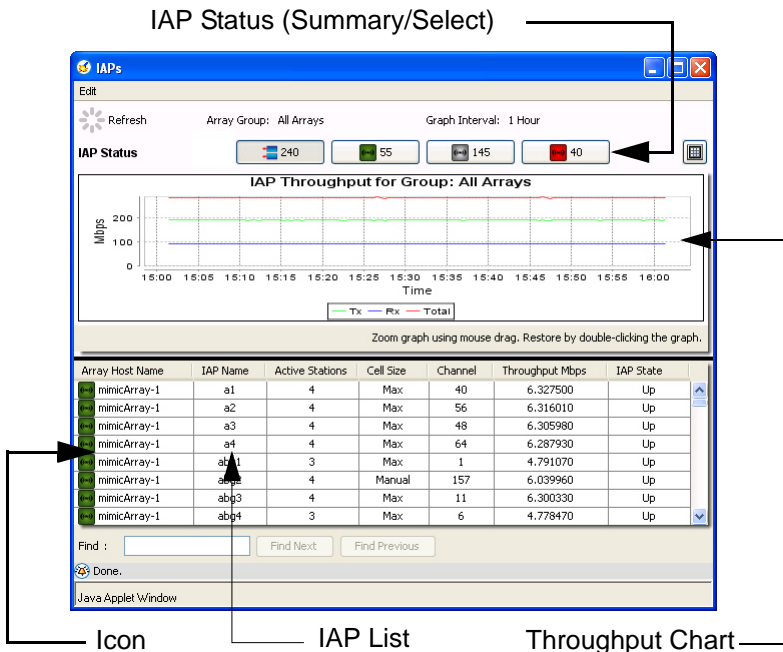 IAP Status (Summary/Select)
IAPs
Edit
Refresh Array Group: All Arrays Graph Interval: 1 Hour
IAP Status 240 55 145 40
IAP Throughput for Group: All Arrays
Mbps
200
100
0
15:00 15:05 15:10 15:15 15:20 15:25 15:30 15:35 15:40 15:45 15:50 15:55 16:00
Time
Tx Rx Total
Zoom graph using mouse drag. Restore by double-clicking the graph.
Array Host Name IAP Name Active Stations Cell Size Channel Throughput Mbps IAP State
mimicArray-1 a1 4 Max 40 6.327500 Up
mimicArray-1 a2 4 Max 56 6.316010 Up
mimicArray-1 a3 4 Max 48 6.305980 Up
mimicArray-1 a4 4 Max 64 6.287930 Up
mimicArray-1 abg1 3 Max 1 4.791070 Up
mimicArray-1 abg2 4 Manual 157 6.039960 Up
mimicArray-1 abg3 4 Max 11 6.300330 Up
mimicArray-1 abg4 3 Max 6 4.778470 Up
Find : Find Next Find Previous
Done.
Java Applet Window
Icon IAP List Throughput Chart